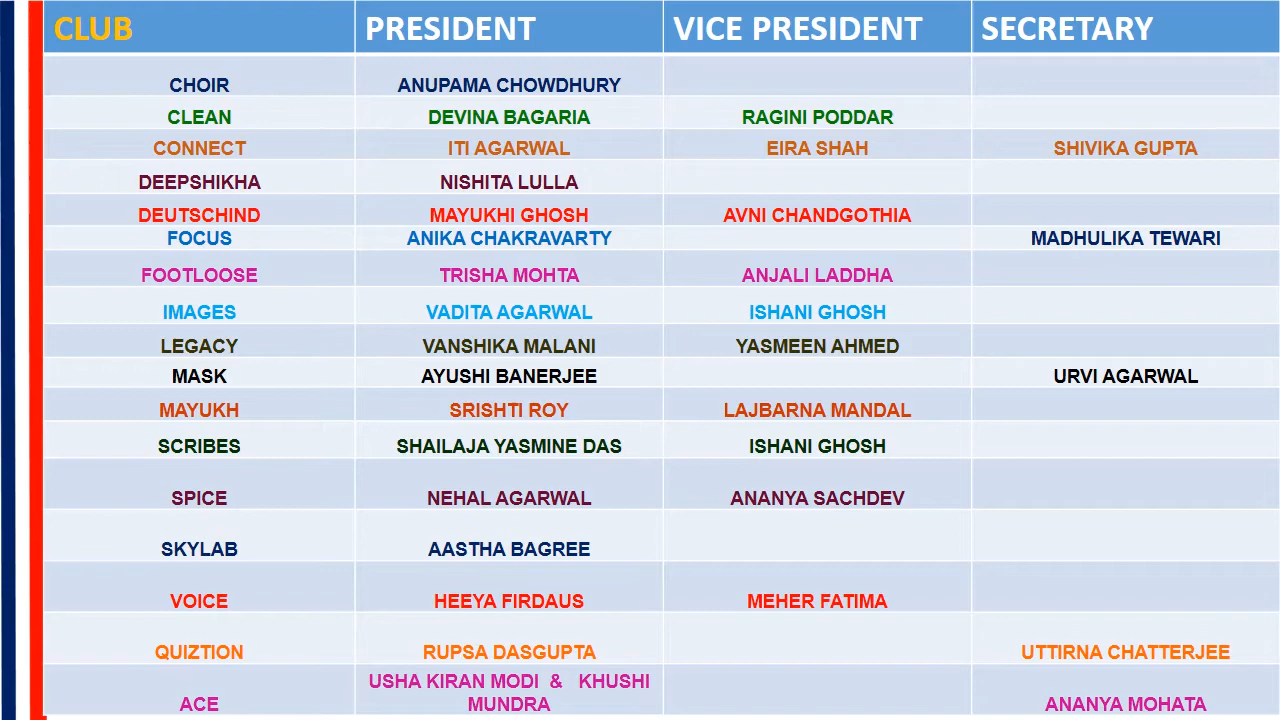 CLUB PRESIDENT VICE PRESIDENT SECRETARY
CHOIR ANUPAMA CHOWDHURY
CLEAN DEVINA BAGARIA RAGINI PODDAR
CONNECT ITI AGARWAL EIRA SHAH SHIVIKA GUPTA
DEEPSHIKHA NISHITA LULLA
DEUTSCHIND MAYUKHI GHOSH AVNI CHANDGOTHIA
FOCUS ANIKA CHAKRAVARTY MADHULIKA TEWARI
FOOTLOOSE TRISHA MOHTA ANJALI LADDHA
IMAGES VADITA AGARWAL ISHANI GHOSH
LEGACY VANSHIKA MALANI YASMEEN AHMED
MASK AYUSHI BANERJEE URVI AGARWAL
MAYUKH SRISHTI ROY LAJBARNA MANDAL
SCRIBES SHAILAJA YASMINE DAS ISHANI GHOSH
SPICE NEHAL AGARWAL ANANYA SACHDEV
SKYLAB AASTHA BAGREE
VOICE HEEYA FIRDAUS MEHER FATIMA
QUIZTION RUPSA DASGUPTA UTTIRNA CHATTERJEE
USHA KIRAN MODI & KHUSHI
ACE MUNDRA ANANYA MOHATA